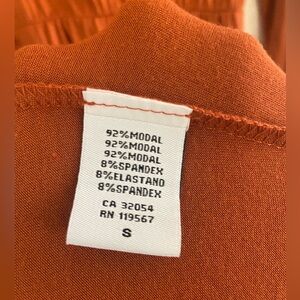 92%MODAL
92%MODAL
92%MODAL
8%SPANDEX
8%ELASTANO
8%SPANDEX
CA 32054
RN 119567
S